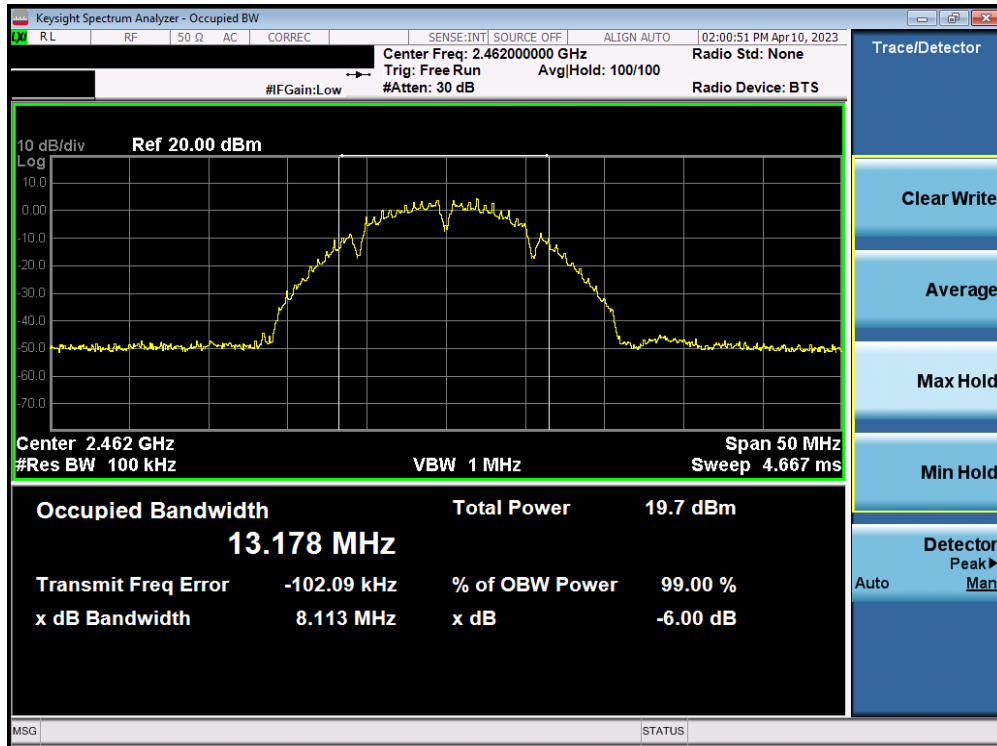 Keysight Spectrum Analyzer - Occupied BW
LXI RL RF 50 Ω AC CORREC SENSE:INT SOURCE OFF ALIGN AUTO 02:00:51 PM Apr 10, 2023
Center Freq: 2.462000000 GHz Radio Std: None
Trig: Free Run Avg|Hold: 100/100
#IFGain:Low #Atten: 30 dB Radio Device: BTS
10 dB/div Ref 20.00 dBm
Log
10.0
0.00
-10.0
-20.0
-30.0
-40.0
-50.0
-60.0
-70.0
Center 2.462 GHz Span 50 MHz
#Res BW 100 kHz VBW 1 MHz Sweep 4.667 ms
Occupied Bandwidth Total Power 19.7 dBm
13.178 MHz
Transmit Freq Error -102.09 kHz % of OBW Power 99.00 %
x dB Bandwidth 8.113 MHz x dB -6.00 dB
MSG STATUS
Trace/Detector
Clear Write
Average
Max Hold
Min Hold
Detector
Peak▶
Auto Man